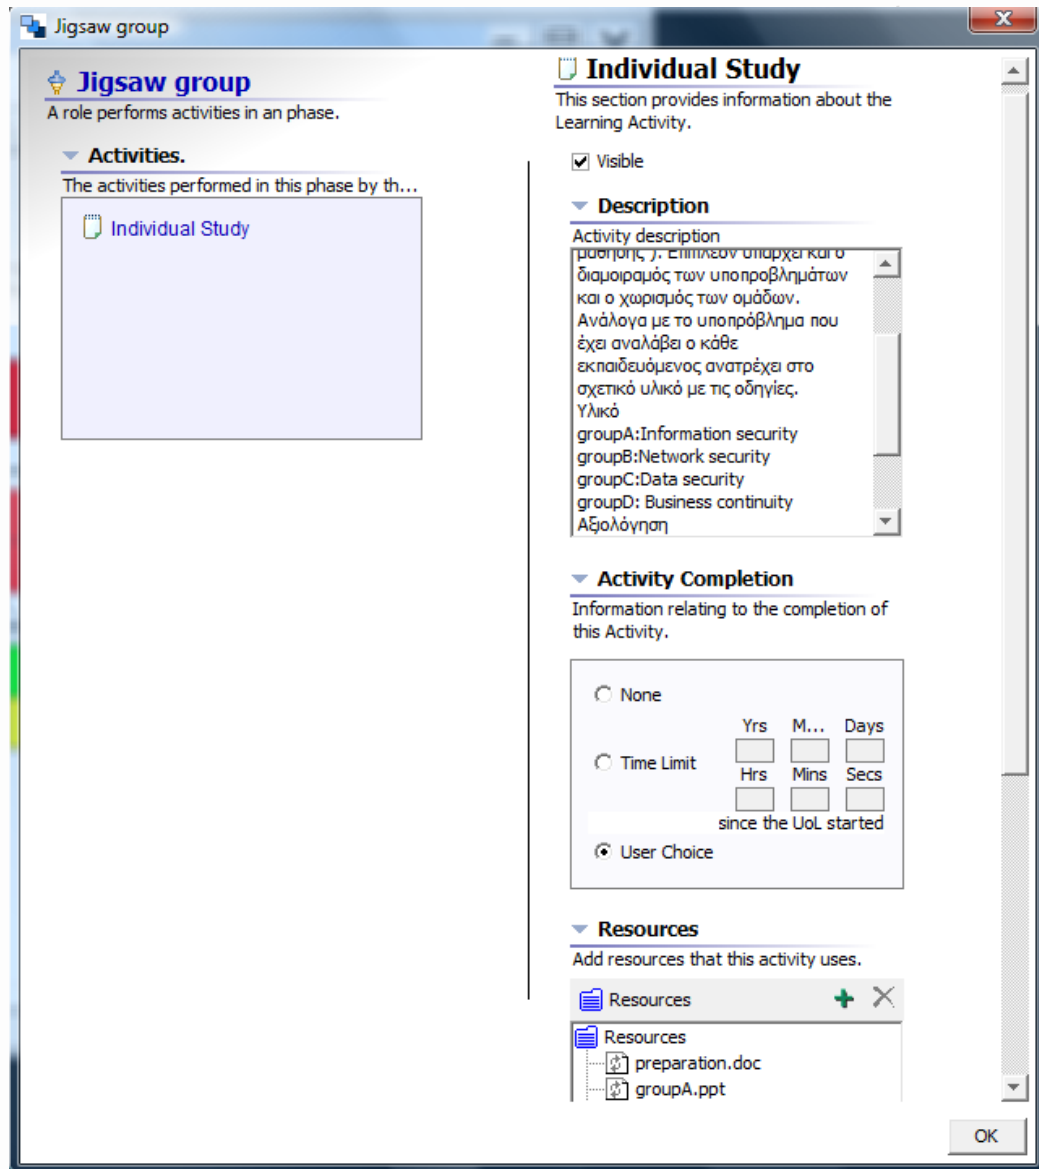 Jigsaw group
Jigsaw group
A role performs activities in an phase.
Activities.
The activities performed in this phase by th...
Individual Study
Individual Study
This section provides information about the
Learning Activity.
Visible
Description
Activity description
μάθησης"). Επιπλέον υπάρχει και ο
διαμοιραμός των υποπροβλημάτων
και ο χωρισμός των ομάδων.
Ανάλογα με το υποπρόβλημα που
έχει αναλάβει ο κάθε
εκπαιδευόμενος ανατρέχει στο
σχετικό υλικό με τις οδηγίες.
Υλικό
groupA:Information security
groupB:Network security
groupC:Data security
groupD: Business continuity
Αξιολόγηση
Activity Completion
Information relating to the completion of
this Activity.
None
Yrs M... Days
Time Limit
Hrs Mins Secs
since the UoL started
User Choice
Resources
Add resources that this activity uses.
Resources
Resources
preparation.doc
groupA.ppt
OK